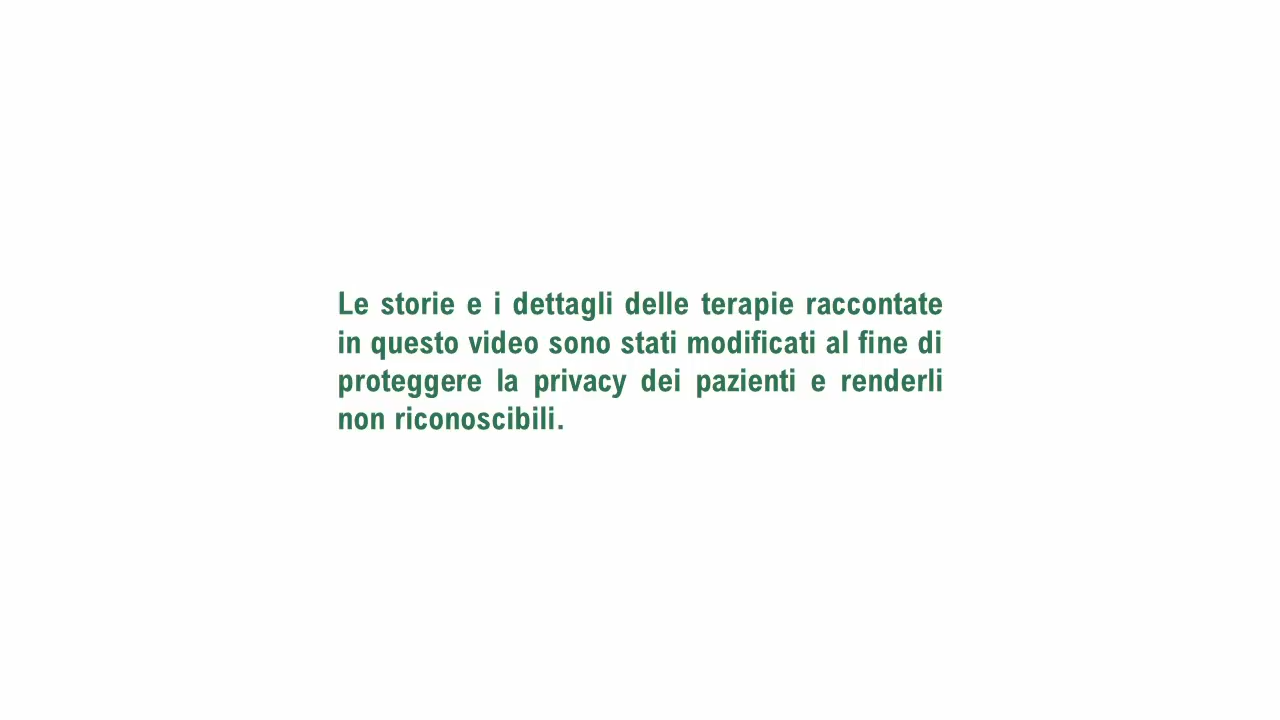 Le storie e i dettagli delle terapie raccontate
in questo video sono stati modificati al fine di
proteggere la privacy dei pazienti e renderli
non riconoscibili.